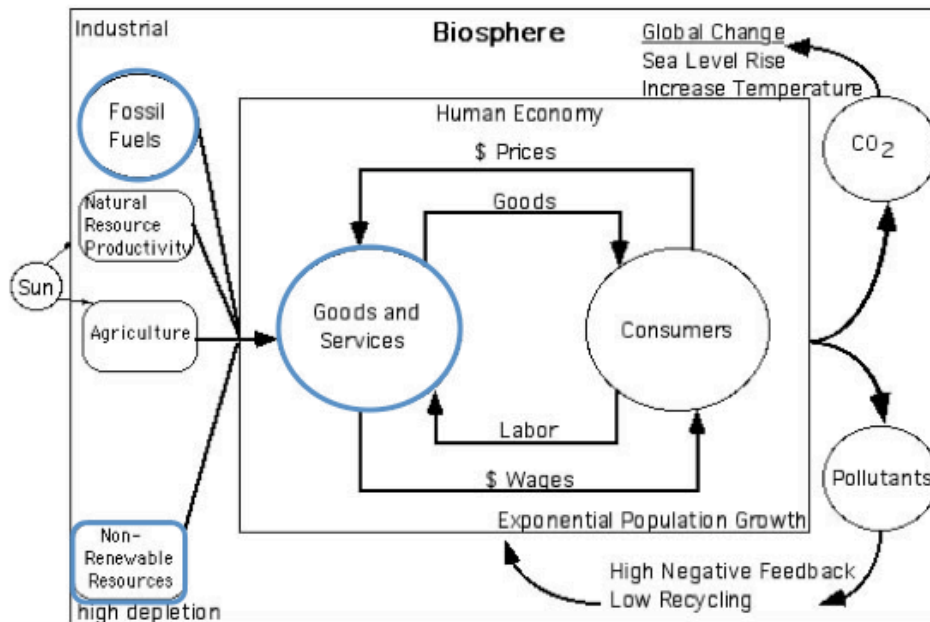 Industrial
Biosphere
Global Change
Sea Level Rise
Increase Temperature
Fossil
Fuels
Human Economy
CO2
$ Prices
Natural
Resource
Productivity
Goods
Sun
Goods and
Services
Consumers
Agriculture
Labor
$ Wages
Pollutants
Exponential Population Growth
Non-
Renewable
Resources
high depletion
High Negative Feedback
Low Recycling